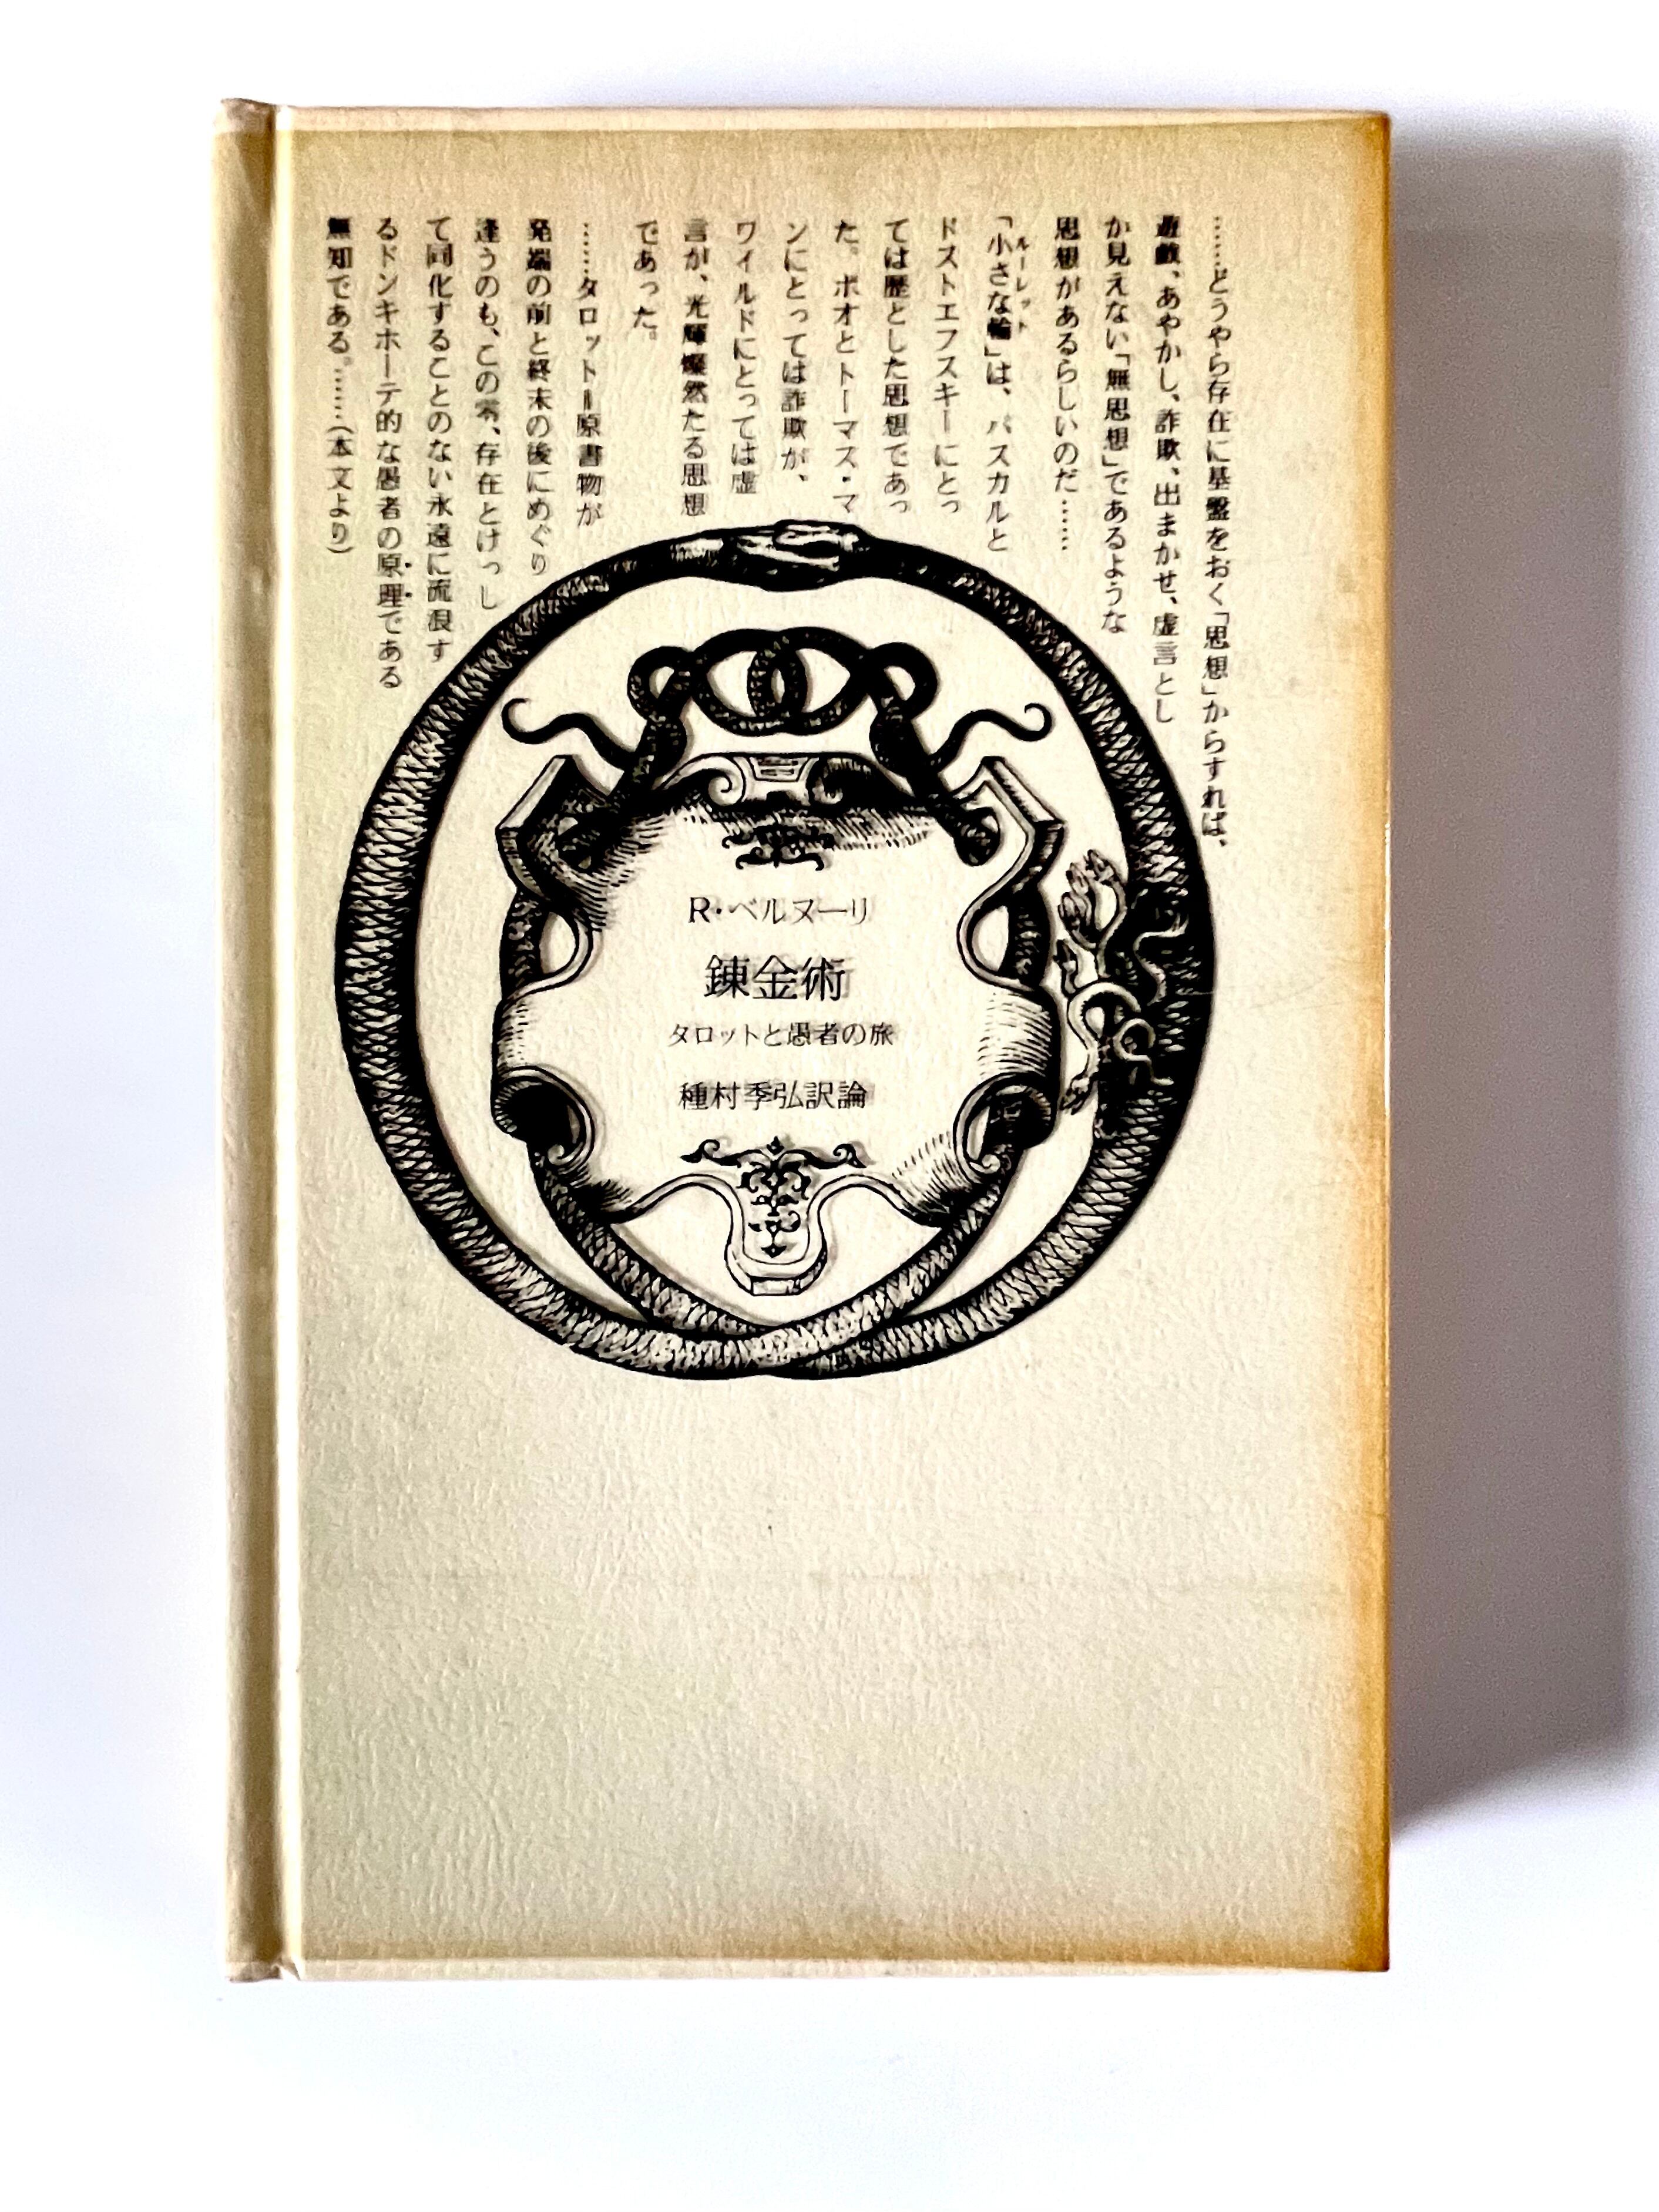 ……どうやら存在に基盤をおく「思想」からすれば、
遊戯、あやかし、詐欺、出まかせ、虚言とし
か見えない「無思想」であるような
思想があるらしいのだ……
「小さな輪」は、パスカルと
ルーレット
ドストエフスキーにとっ
ては歴とした思想であっ
た。ポオとトーマス・マ
ンにとっては詐欺が、
ワイルドにとっては虚
言が、光輝燦然たる思想
であった。
……タロット＝原書物が
発端の前と終末の後にめぐり
逢うのも、この零、存在とけっし
て同化することのない永遠に流浪す
るドンキホーテ的な愚者の原理である
無知である。……（本文より）
R・ベルヌーリ
錬金術
タロットと愚者の旅
種村季弘訳論